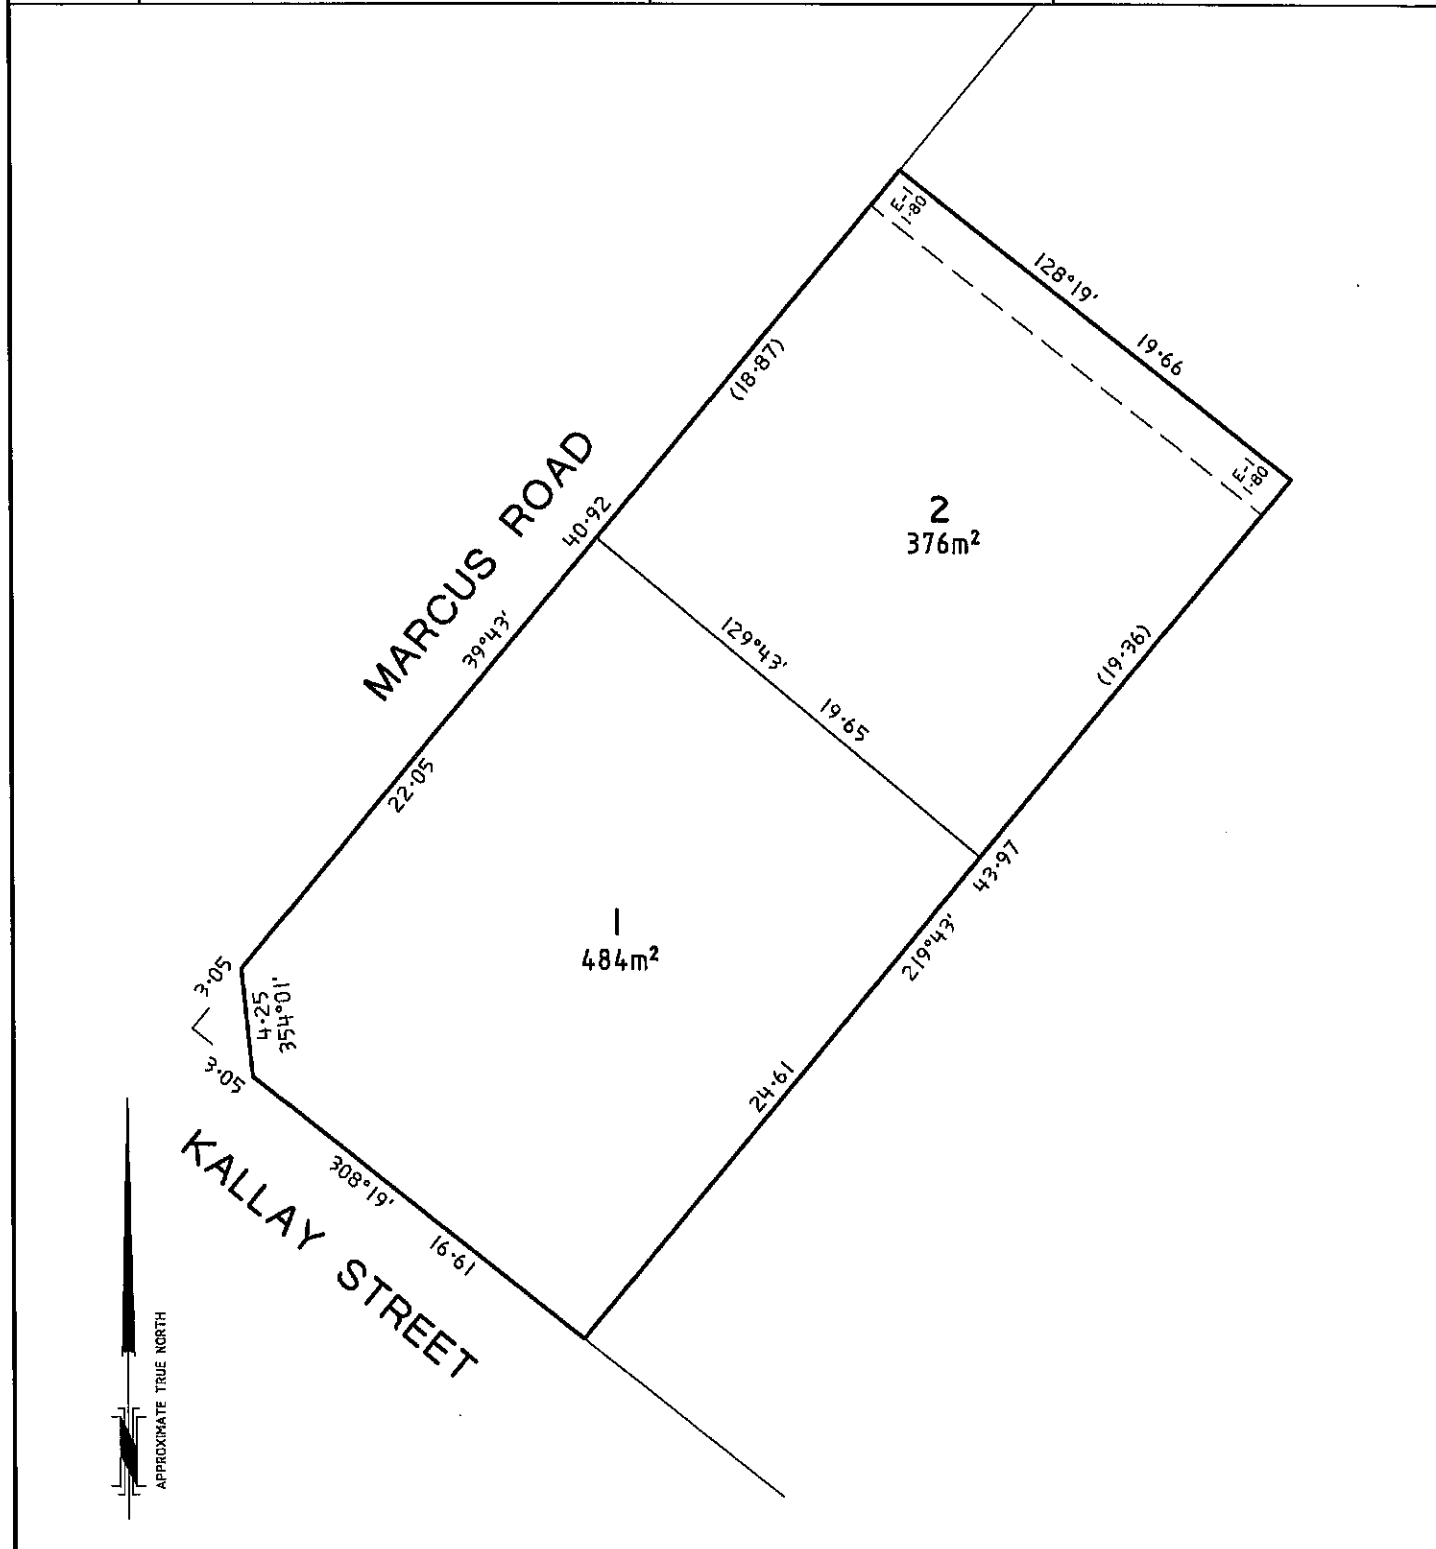 E-1
1·80
128°19'
19·66
(18·87)
E-1
1·80
2
376m²
MARCUS ROAD
40·92
39°43'
129°43'
19·65
(19·36)
22·05
43·97
219°43'
1
484m²
3·05
4·25
354°01'
3·05
24·61
KALLAY STREET
308°19'
16·61
APPROXIMATE TRUE NORTH
N